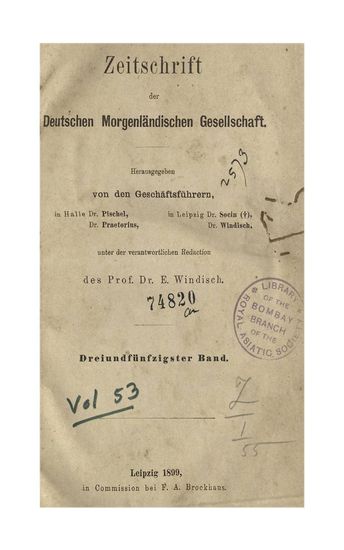 Zeitschrift
der
Deutschen Morgenländischen Gesellschaft.
Herausgegeben
von den Geschäftsführern,
in Halle Dr. Pischel, in Leipzig Dr. Socin (†),
Dr. Praetorius, Dr. Windisch,
unter der verantwortlichen Redaction
des Prof. Dr. E. Windisch.
74820
LIBRARY
OF THE
BOMBAY
BRANCH
OF THE
ROYAL ASIATIC SOCIETY
Dreiundfünfzigster Band.
Vol 53
55
Leipzig 1899,
in Commission bei F. A. Brockhaus.